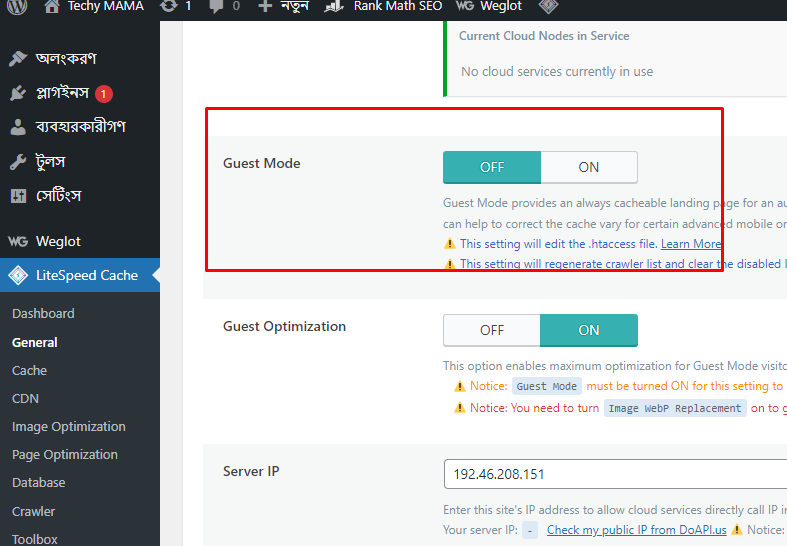 Techy MAMA 1 0 নতুন Rank Math SEO WG Weglot
অলংকরণ
প্লাগইনস 1
ব্যবহারকারীগণ
টুলস
সেটিংস
WG Weglot
LiteSpeed Cache
Dashboard
General
Cache
CDN
Image Optimization
Page Optimization
Database
Crawler
Toolbox
Current Cloud Nodes in Service
No cloud services currently in use
Guest Mode
OFF ON
Guest Mode provides an always cacheable landing page for an au
can help to correct the cache vary for certain advanced mobile or
This setting will edit the .htaccess file. Learn More
This setting will regenerate crawler list and clear the disabled l
Guest Optimization
OFF ON
This option enables maximum optimization for Guest Mode visito
Notice: Guest Mode must be turned ON for this setting to
Notice: You need to turn Image WebP Replacement on to g
Server IP
192.46.208.151
Enter this site's IP address to allow cloud services directly call IP i
Your server IP: - Check my public IP from DoAPI.us Notice: